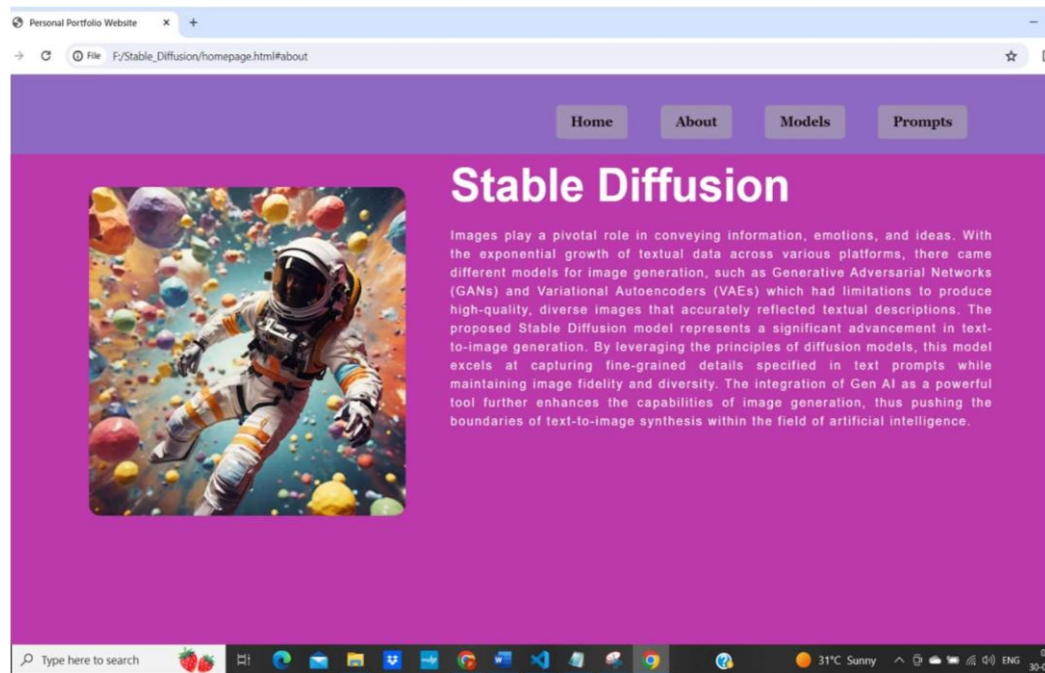 Personal Portfolio Website
File F:/Stable_Diffusion/homepage.html#about
Home About Models Prompts
Stable Diffusion
Images play a pivotal role in conveying information, emotions, and ideas. With
the exponential growth of textual data across various platforms, there came
different models for image generation, such as Generative Adversarial Networks
(GANs) and Variational Autoencoders (VAEs) which had limitations to produce
high-quality, diverse images that accurately reflected textual descriptions. The
proposed Stable Diffusion model represents a significant advancement in text-
to-image generation. By leveraging the principles of diffusion models, this model
excels at capturing fine-grained details specified in text prompts while
maintaining image fidelity and diversity. The integration of Gen AI as a powerful
tool further enhances the capabilities of image generation, thus pushing the
boundaries of text-to-image synthesis within the field of artificial intelligence.
Type here to search 31°C Sunny ENG